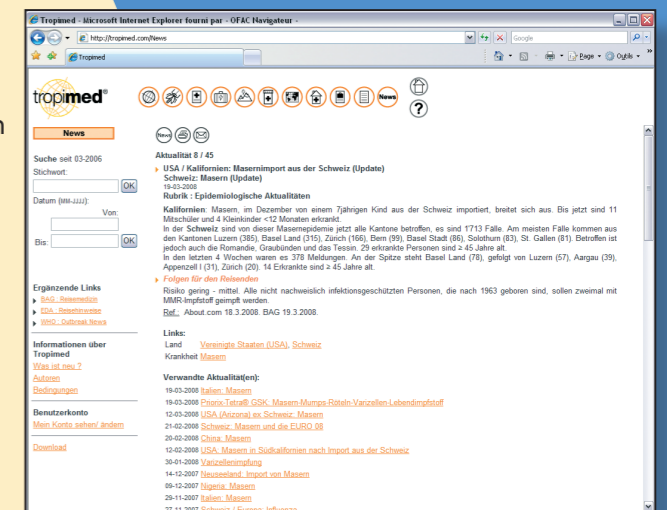 Tropimed - Microsoft Internet Explorer fourni par - OFAC Navigateur -
http://tropimed.com/News
Google
Tropimed
Page
Outils
tropimed®
News
?
News
News
Suche seit 03-2006
Stichwort:
OK
Datum (MM-JJJJ):
Von:
Bis:
OK
Ergänzende Links
BAG : Reisemedizin
EDA : Reisehinweise
WHO : Outbreak News
Informationen über
Tropimed
Was ist neu ?
Autoren
Bedingungen
Benutzerkonto
Mein Konto sehen/ ändern
Download
Aktualität 8 / 45
USA / Kalifornien: Masernimport aus der Schweiz (Update)
Schweiz: Masern (Update)
19-03-2008
Rubrik : Epidemiologische Aktualitäten
Kalifornien: Masern, im Dezember von einem 7jährigen Kind aus der Schweiz importiert, breitet sich aus. Bis jetzt sind 11
Mitschüler und 4 Kleinkinder <12 Monaten erkrankt.
In der Schweiz sind von dieser Masernepidemie jetzt alle Kantone betroffen, es sind 1'713 Fälle. Am meisten Fälle kommen aus
den Kantonen Luzern (385), Basel Land (315), Zürich (166), Bern (99), Basel Stadt (86), Solothurn (83), St. Gallen (81). Betroffen ist
jedoch auch die Romandie, Graubünden und das Tessin. 29 erkrankte Personen sind ≥ 45 Jahre alt.
In den letzten 4 Wochen waren es 378 Meldungen. An der Spitze steht Basel Land (78), gefolgt von Luzern (57), Aargau (39),
Appenzell I (31), Zürich (20). 14 Erkrankte sind ≥ 45 Jahre alt.
Folgen für den Reisenden
Risiko gering - mittel. Alle nicht nachweislich infektionsgeschützten Personen, die nach 1963 geboren sind, sollen zweimal mit
MMR-Impfstoff geimpft werden.
Ref.: About.com 18.3.2008. BAG 19.3.2008.
Links:
Land Vereinigte Staaten (USA), Schweiz
Krankheit Masern
Verwandte Aktualität(en):
19-03-2008 Italien: Masern
19-03-2008 Priorix-Tetra® GSK: Masern-Mumps-Röteln-Varizellen-Lebendimpfstoff
12-03-2008 USA (Arizona) ex Schweiz: Masern
21-02-2008 Schweiz: Masern und die EURO 08
20-02-2008 China: Masern
12-02-2008 USA: Masern in Südkalifornien nach Import aus der Schweiz
30-01-2008 Varizellenimpfung
14-12-2007 Neuseeland: Import von Masern
09-12-2007 Nigeria: Masern
29-11-2007 Italien: Masern
27-11-2007 Schweiz / Europa: Influenza